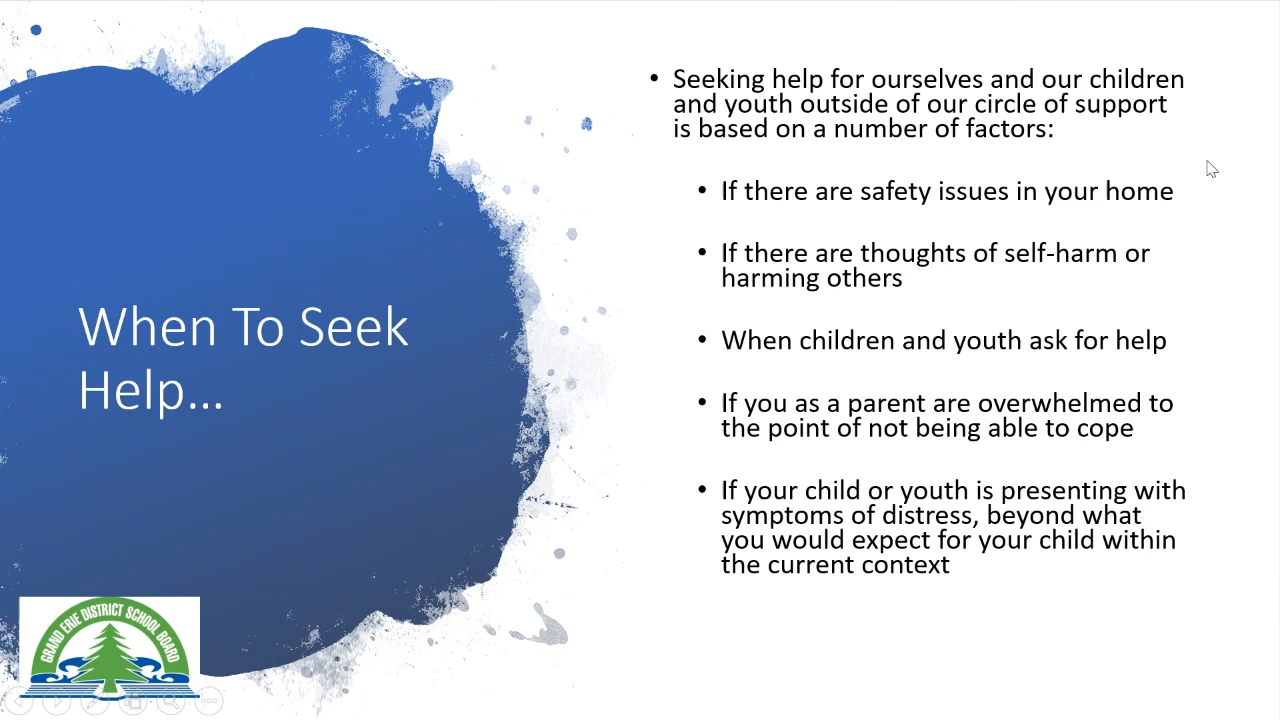 When To Seek
Help...
• Seeking help for ourselves and our children
and youth outside of our circle of support
is based on a number of factors:
• If there are safety issues in your home
• If there are thoughts of self-harm or
harming others
• When children and youth ask for help
• If you as a parent are overwhelmed to
the point of not being able to cope
• If your child or youth is presenting with
symptoms of distress, beyond what
you would expect for your child within
the current context
GRAND ERIE DISTRICT SCHOOL BOARD